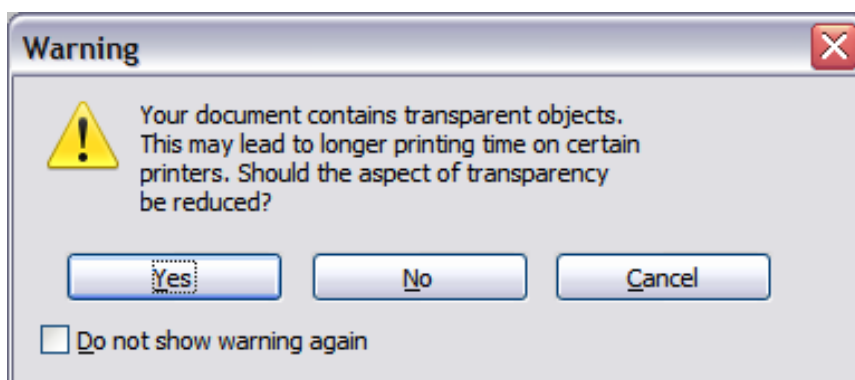 Warning
Your document contains transparent objects.
This may lead to longer printing time on certain
printers. Should the aspect of transparency
be reduced?
Yes No Cancel
Do not show warning again